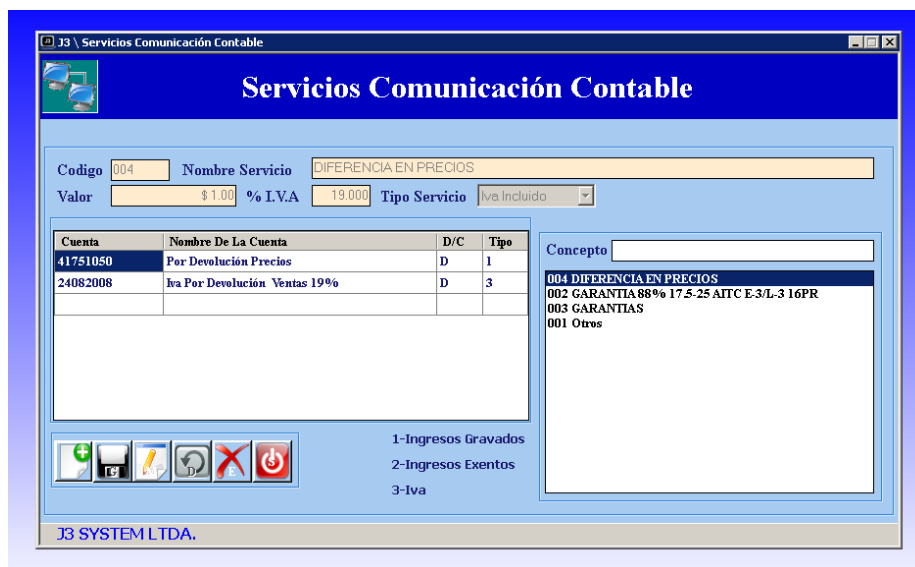 J3 \ Servicios Comunicación Contable
Servicios Comunicación Contable
Codigo 004 Nombre Servicio DIFERENCIA EN PRECIOS
Valor $ 1.00 % I.V.A 19.000 Tipo Servicio Iva Incluido
Cuenta Nombre De La Cuenta D/C Tipo
41751050 Por Devolución Precios D 1
24082008 Iva Por Devolución Ventas 19% D 3
Concepto
004 DIFERENCIA EN PRECIOS
002 GARANTIA 88% 17.5-25 AITC E-3/L-3 16PR
003 GARANTIAS
001 Otros
G D E S
1-Ingresos Gravados
2-Ingresos Exentos
3-Iva
J3 SYSTEM LTDA.